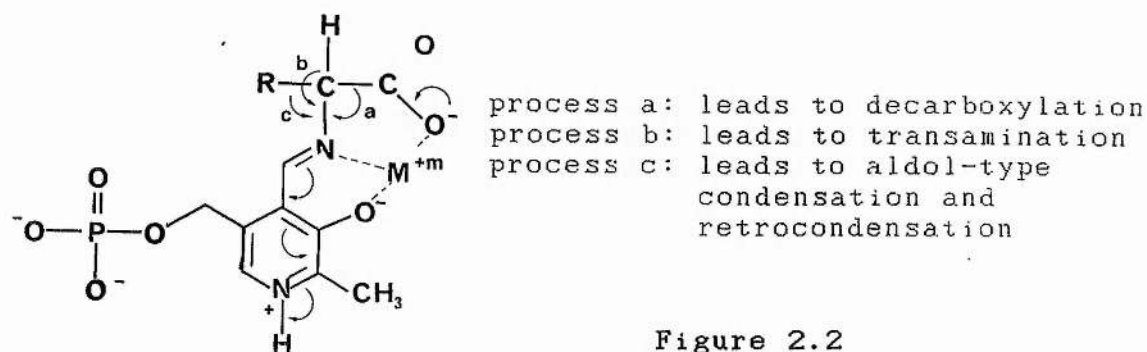 H
O
b
R
C
C
c
a
O⁻
N
M⁺ᵐ
O
O⁻
⁻O
P
O
O⁻
N
+
CH₃
H
process a: leads to decarboxylation
process b: leads to transamination
process c: leads to aldol-type
condensation and
retrocondensation
Figure 2.2